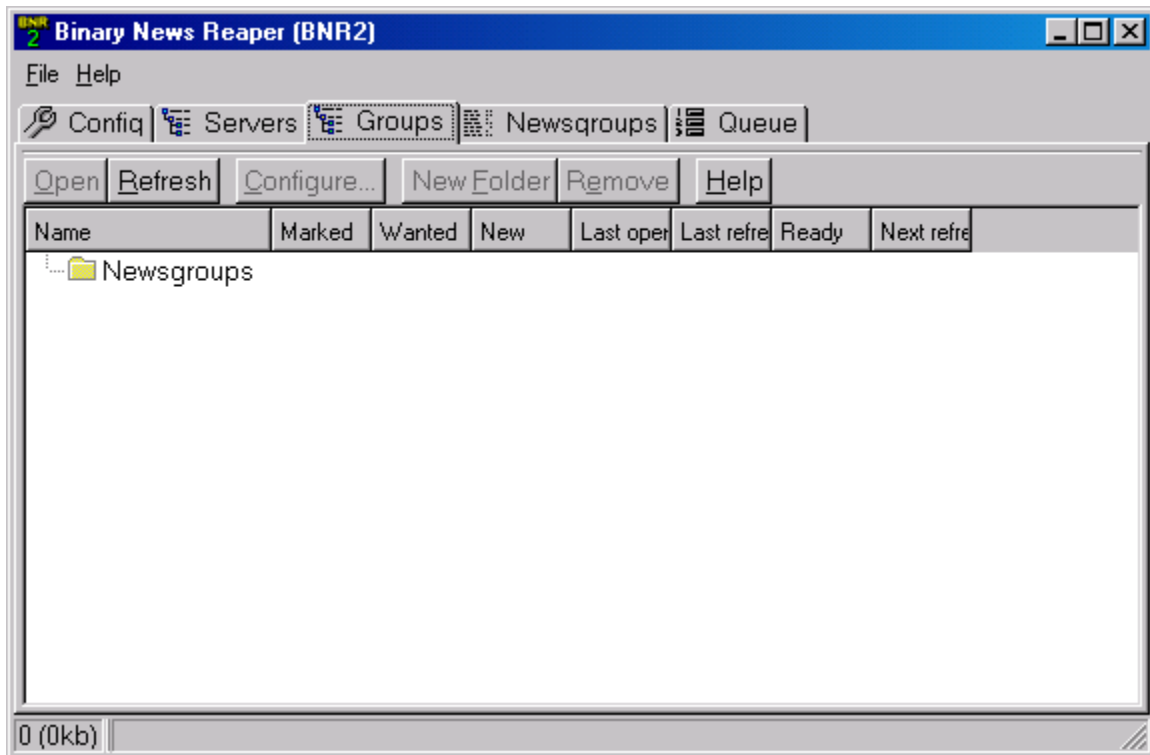 BNR 2 Binary News Reaper (BNR2)
File Help
Config Servers Groups Newsgroups Queue
Open Refresh Configure... New Folder Remove Help
Name Marked Wanted New Last oper Last refre Ready Next refre
Newsgroups
0 (0kb)